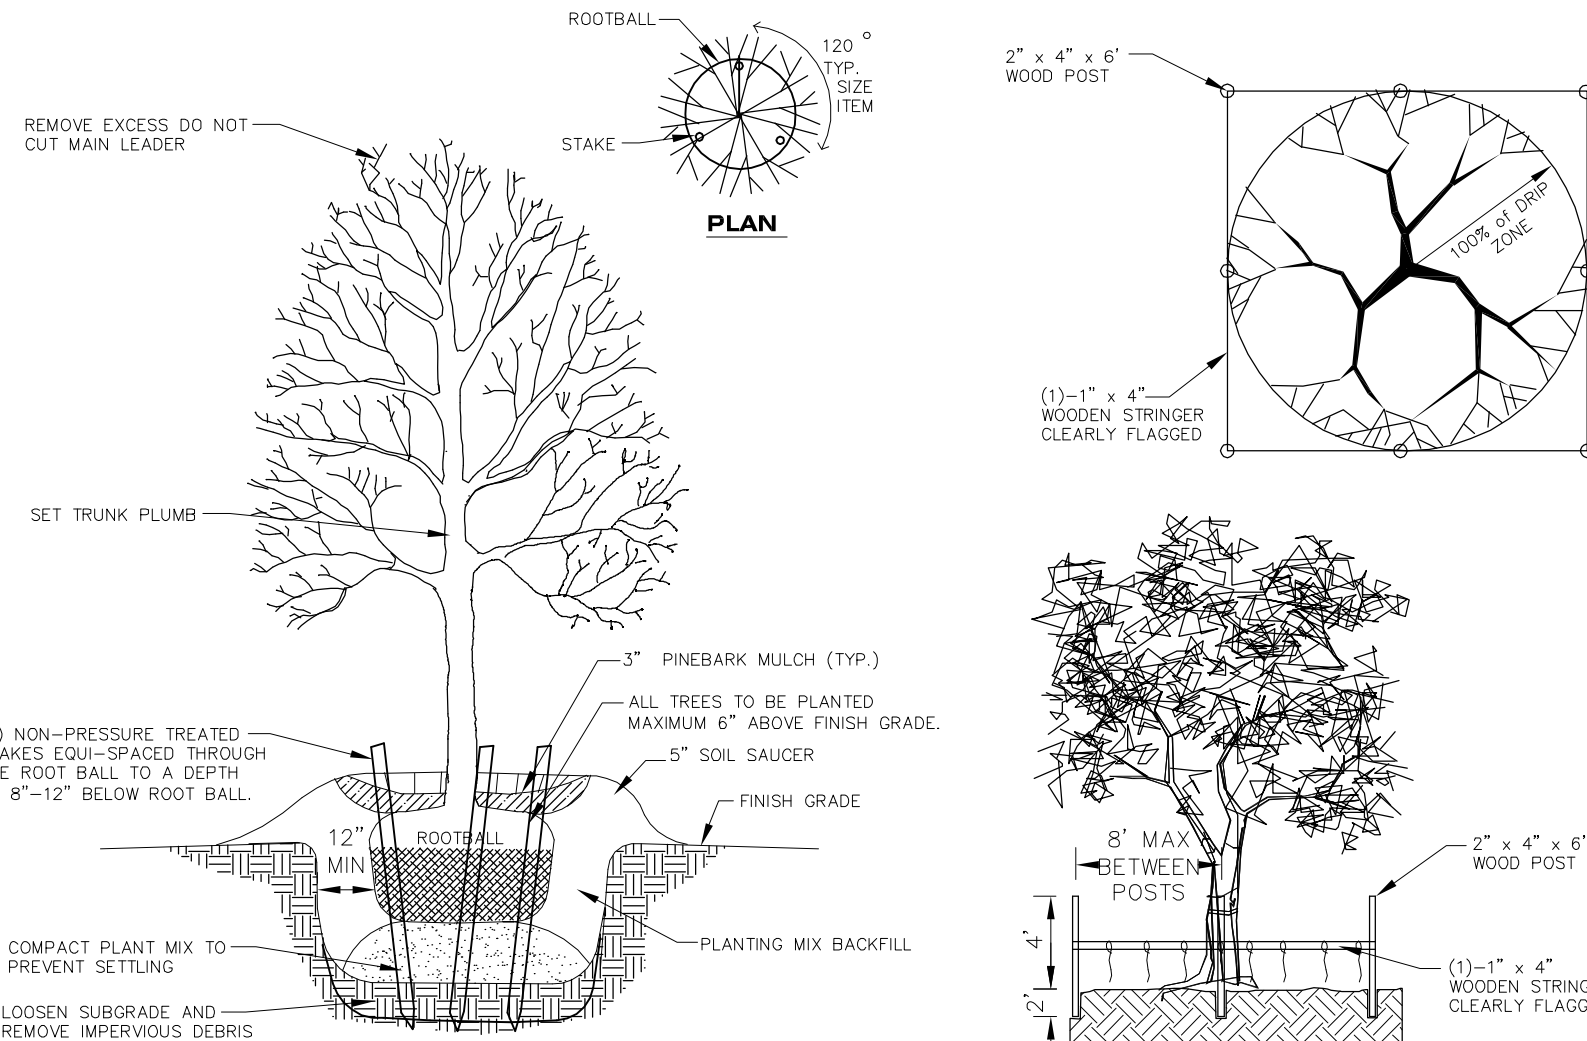 ROOTBALL
120 °
TYP.
SIZE
ITEM
STAKE
PLAN
REMOVE EXCESS DO NOT
CUT MAIN LEADER
SET TRUNK PLUMB
3” PINEBARK MULCH (TYP.)
ALL TREES TO BE PLANTED
MAXIMUM 6” ABOVE FINISH GRADE.
) NON-PRESSURE TREATED
AKES EQUI-SPACED THROUGH
E ROOT BALL TO A DEPTH
8”-12” BELOW ROOT BALL.
5” SOIL SAUCER
FINISH GRADE
12”
MIN
ROOTBALL
COMPACT PLANT MIX TO
PREVENT SETTLING
PLANTING MIX BACKFILL
LOOSEN SUBGRADE AND
REMOVE IMPERVIOUS DEBRIS
2” x 4” x 6’
WOOD POST
100% of DRIP
ZONE
(1)-1” x 4”
WOODEN STRINGER
CLEARLY FLAGGED
8’ MAX
BETWEEN
POSTS
2” x 4” x 6’
WOOD POST
4’
2’
(1)-1” x 4”
WOODEN STRING
CLEARLY FLAGG